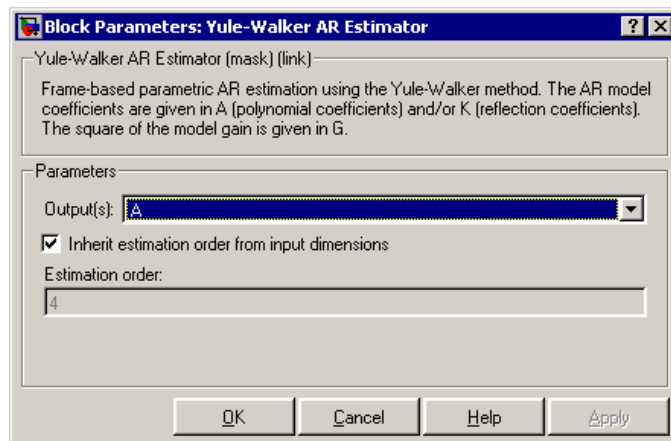 Block Parameters: Yule-Walker AR Estimator
Yule-Walker AR Estimator (mask) (link)
Frame-based parametric AR estimation using the Yule-Walker method. The AR model
coefficients are given in A (polynomial coefficients) and/or K (reflection coefficients).
The square of the model gain is given in G.
Parameters
Output(s): A
Inherit estimation order from input dimensions
Estimation order:
4
OK Cancel Help Apply